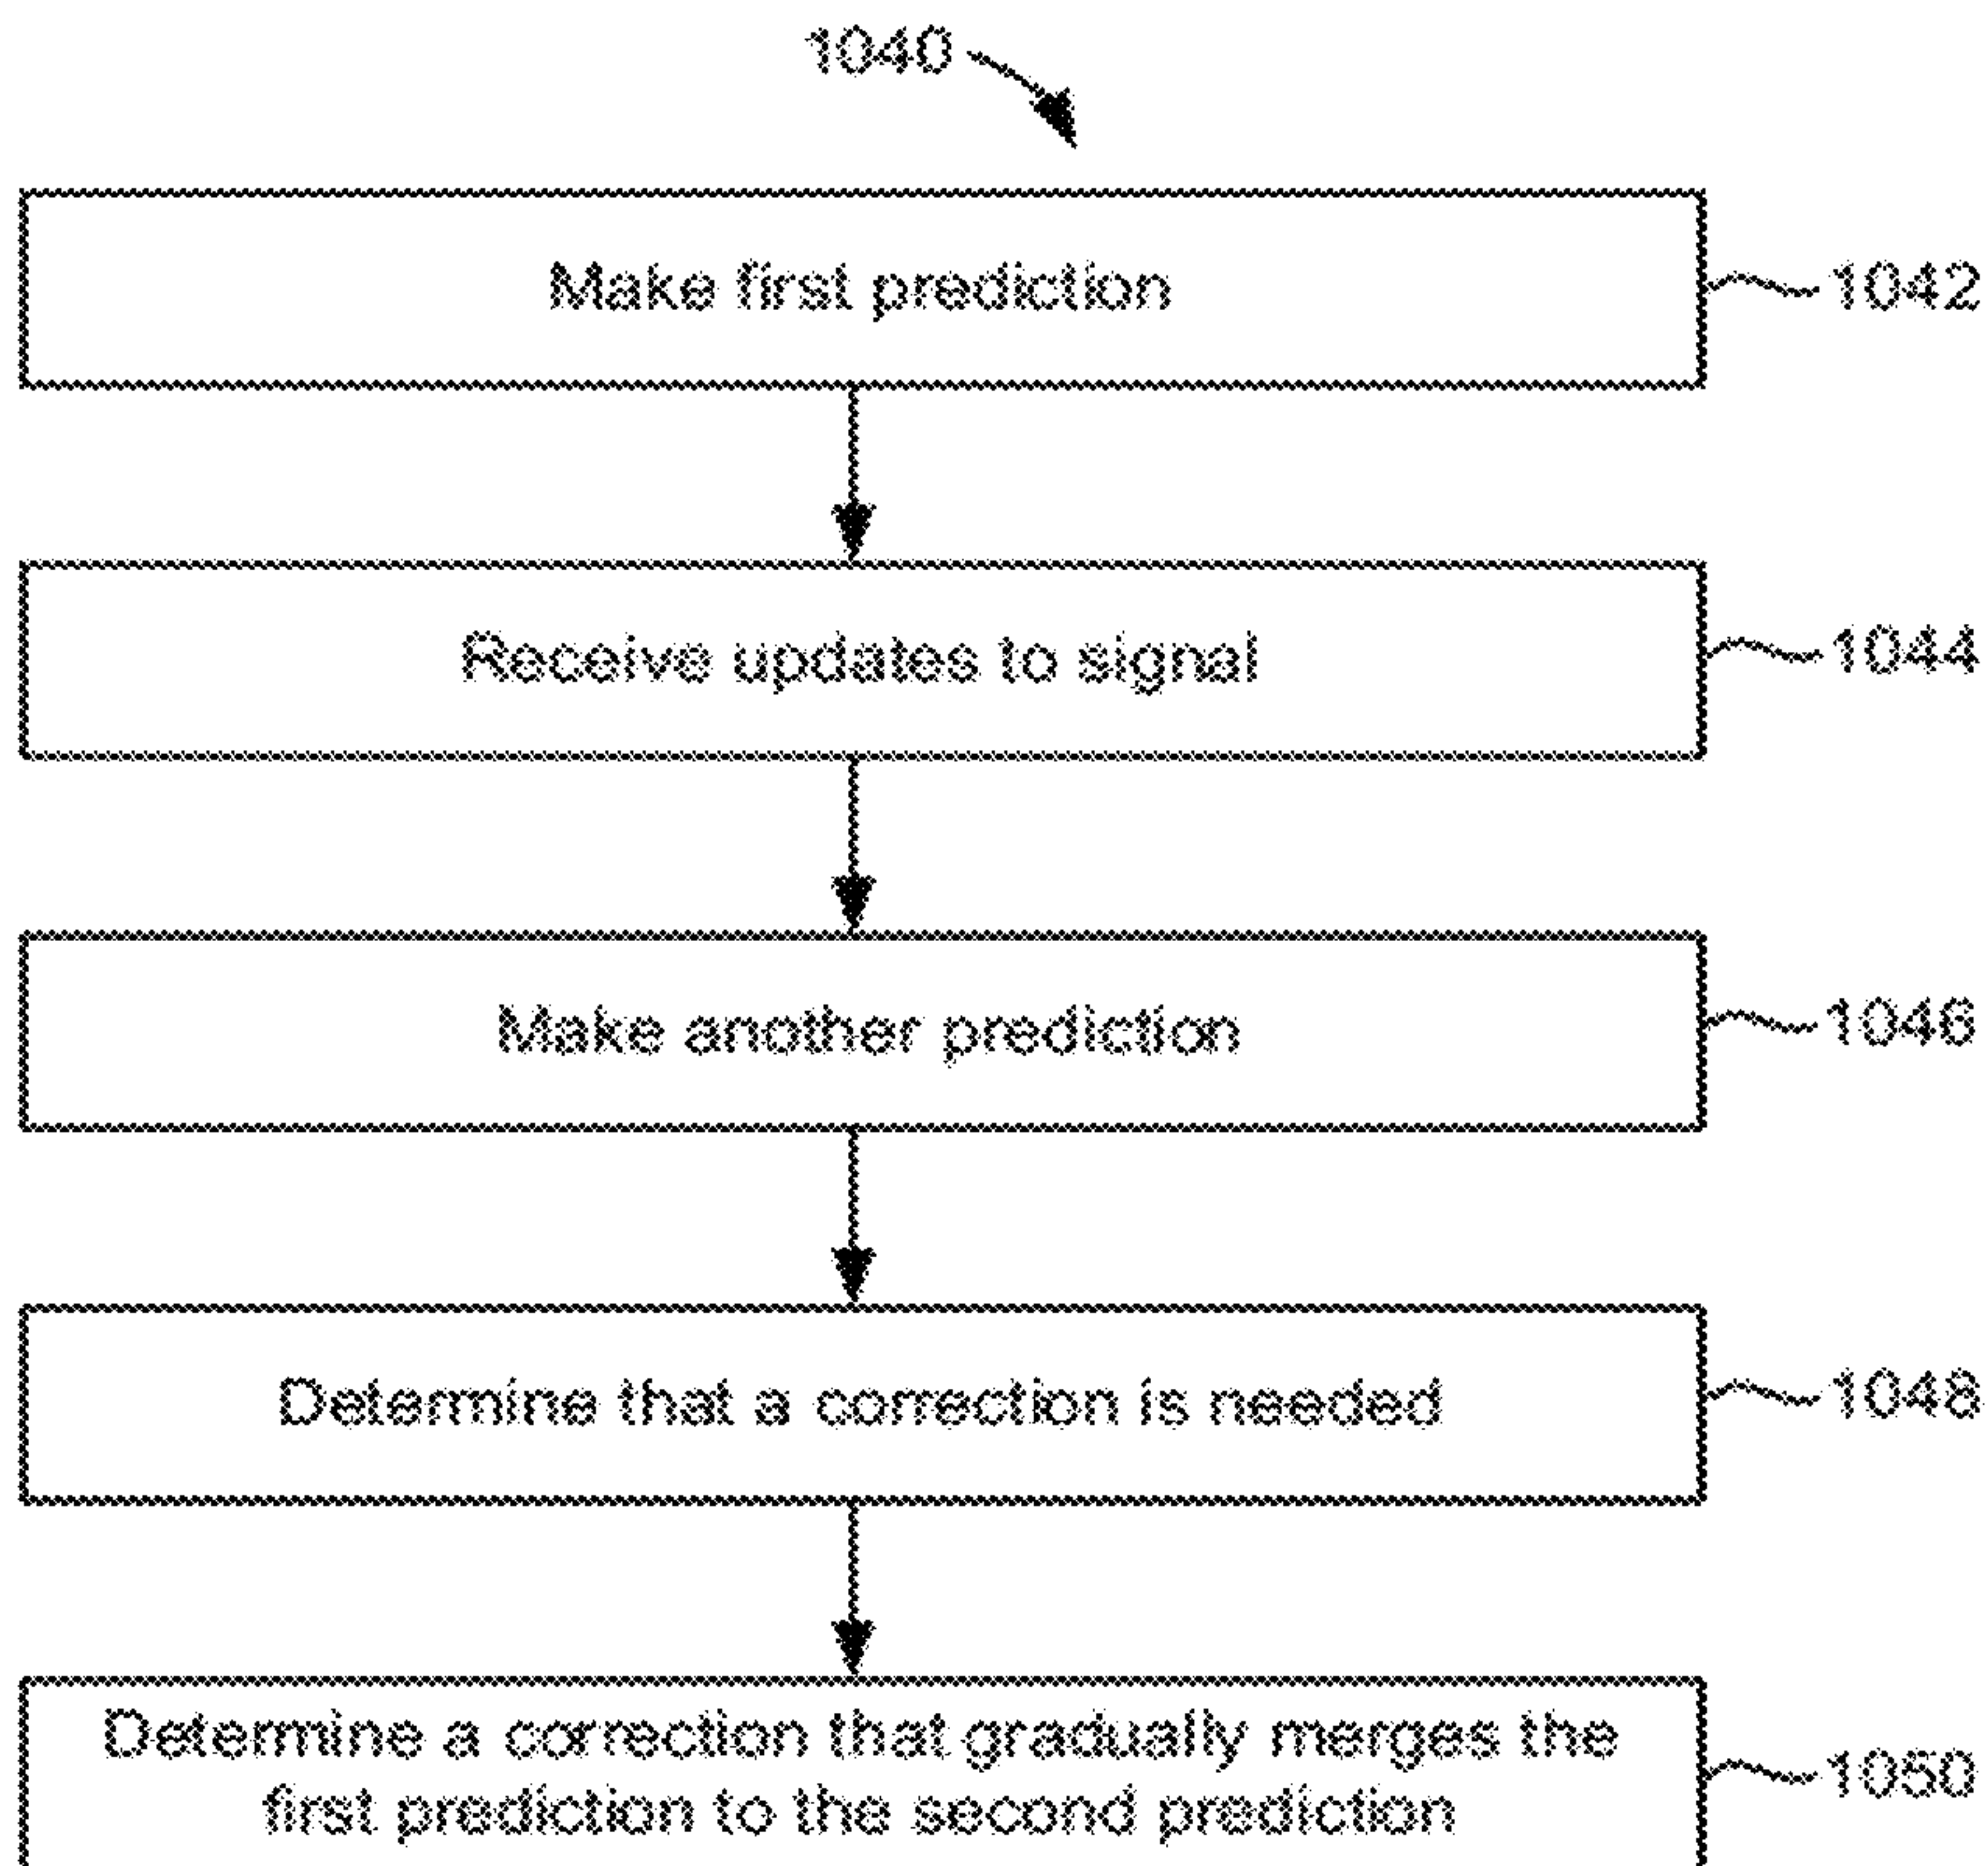 1040
Make first prediction
1042
Receive updates to signal
1044
Make another prediction
1046
Determine that a correction is needed
1048
Determine a correction that gradually merges the
first prediction to the second prediction
1050